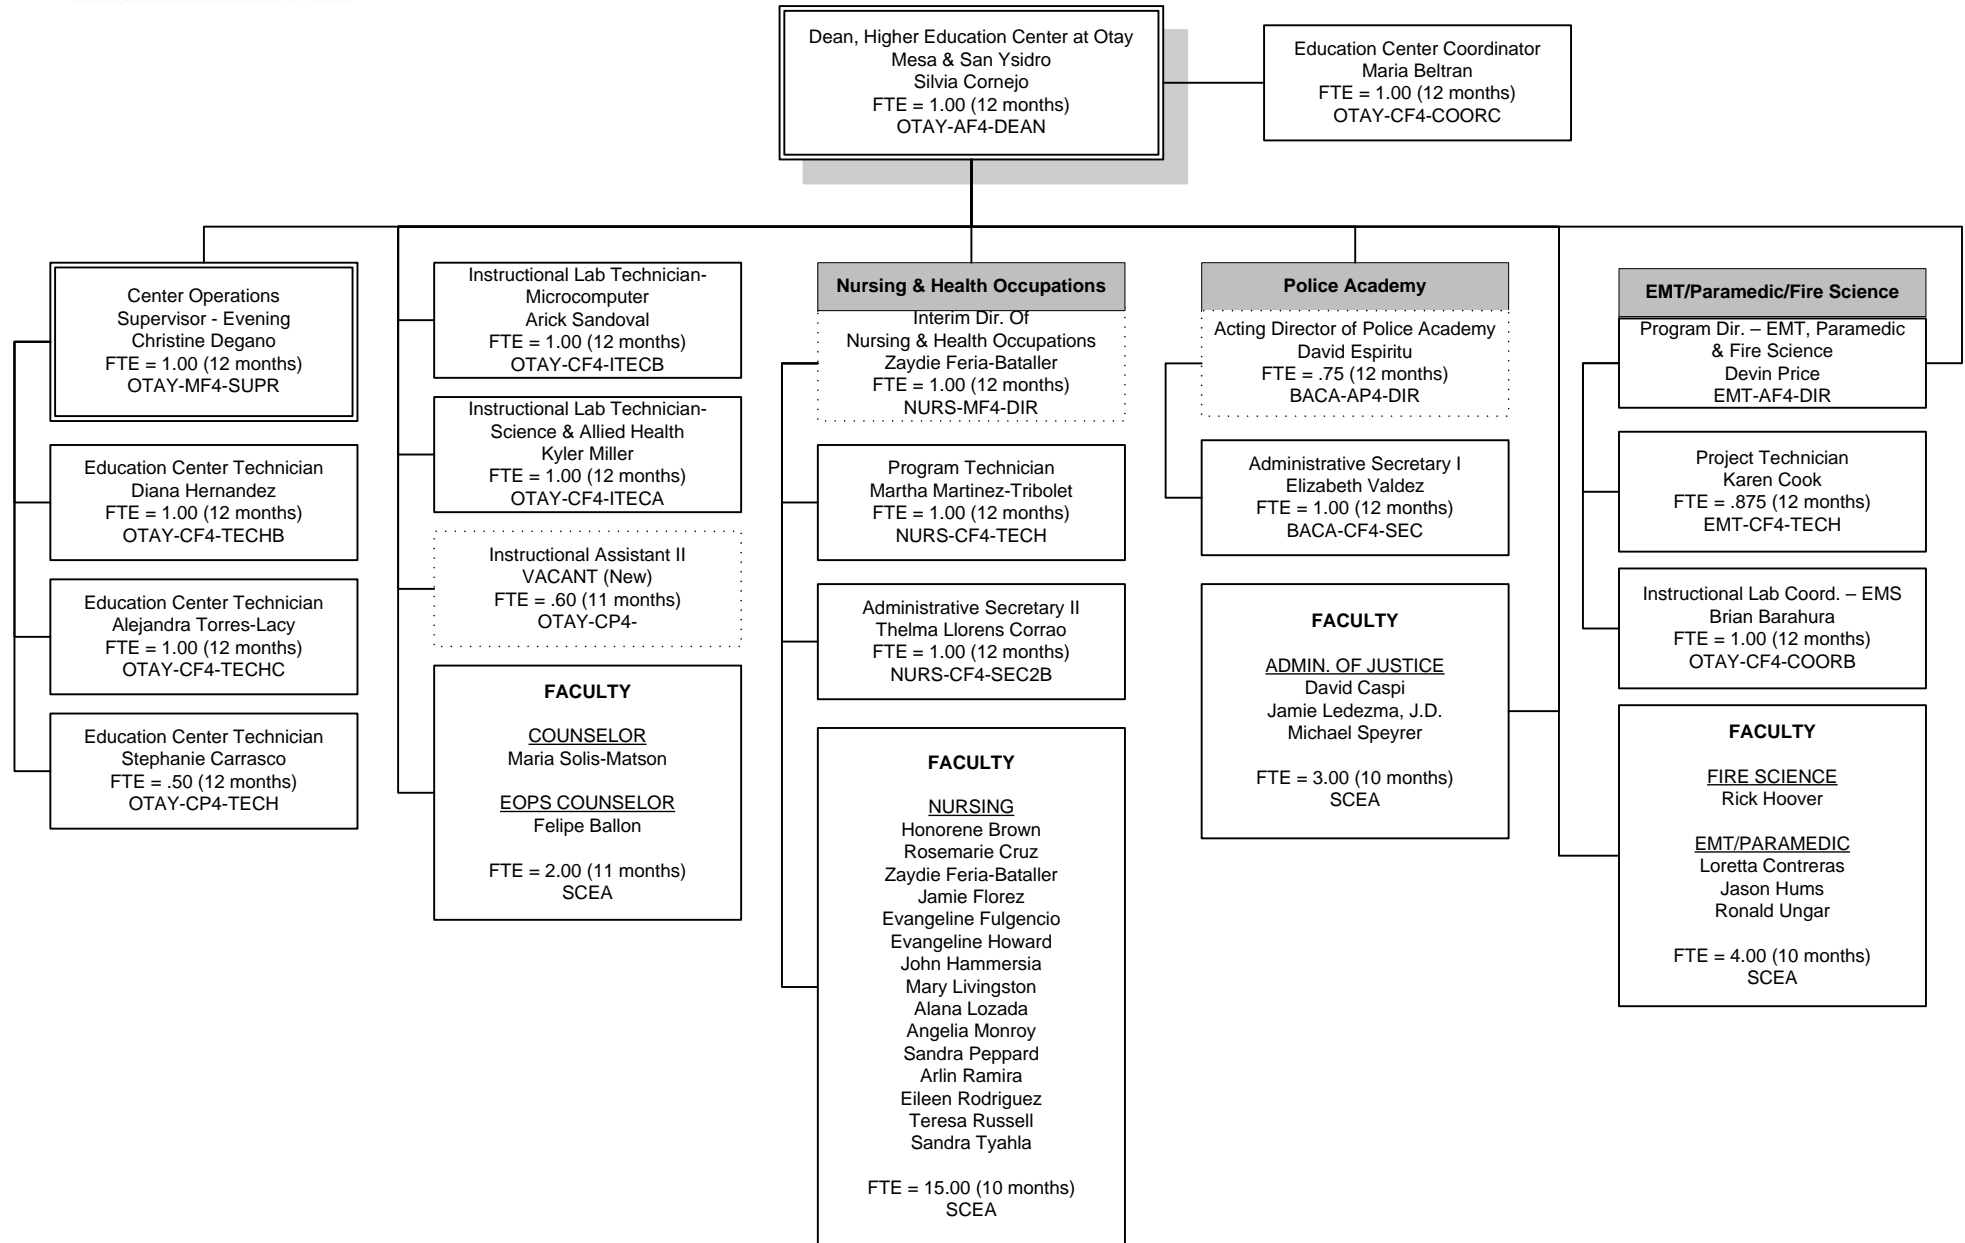 Dean, Higher Education Center at Otay
Mesa & San Ysidro
Silvia Cornejo
FTE = 1.00 (12 months)
OTAY-AF4-DEAN
Education Center Coordinator
Maria Beltran
FTE = 1.00 (12 months)
OTAY-CF4-COORC
Center Operations
Supervisor - Evening
Christine Degano
FTE = 1.00 (12 months)
OTAY-MF4-SUPR
Education Center Technician
Diana Hernandez
FTE = 1.00 (12 months)
OTAY-CF4-TECHB
Education Center Technician
Alejandra Torres-Lacy
FTE = 1.00 (12 months)
OTAY-CF4-TECHC
Education Center Technician
Stephanie Carrasco
FTE = .50 (12 months)
OTAY-CP4-TECH
Instructional Lab Technician-
Microcomputer
Arick Sandoval
FTE = 1.00 (12 months)
OTAY-CF4-ITECB
Instructional Lab Technician-
Science & Allied Health
Kyler Miller
FTE = 1.00 (12 months)
OTAY-CF4-ITECA
Instructional Assistant II
VACANT (New)
FTE = .60 (11 months)
OTAY-CP4-
FACULTY
COUNSELOR
Maria Solis-Matson
EOPS COUNSELOR
Felipe Ballon
FTE = 2.00 (11 months)
SCEA
Nursing & Health Occupations
Interim Dir. Of
Nursing & Health Occupations
Zaydie Feria-Bataller
FTE = 1.00 (12 months)
NURS-MF4-DIR
Program Technician
Martha Martinez-Tribolet
FTE = 1.00 (12 months)
NURS-CF4-TECH
Administrative Secretary II
Thelma Llorens Corrao
FTE = 1.00 (12 months)
NURS-CF4-SEC2B
FACULTY
NURSING
Honorene Brown
Rosemarie Cruz
Zaydie Feria-Bataller
Jamie Florez
Evangeline Fulgencio
Evangeline Howard
John Hammersia
Mary Livingston
Alana Lozada
Angelia Monroy
Sandra Peppard
Arlin Ramira
Eileen Rodriguez
Teresa Russell
Sandra Tyahla
FTE = 15.00 (10 months)
SCEA
Police Academy
Acting Director of Police Academy
David Espiritu
FTE = .75 (12 months)
BACA-AP4-DIR
Administrative Secretary I
Elizabeth Valdez
FTE = 1.00 (12 months)
BACA-CF4-SEC
FACULTY
ADMIN. OF JUSTICE
David Caspi
Jamie Ledezma, J.D.
Michael Speyrer
FTE = 3.00 (10 months)
SCEA
EMT/Paramedic/Fire Science
Program Dir. – EMT, Paramedic
& Fire Science
Devin Price
EMT-AF4-DIR
Project Technician
Karen Cook
FTE = .875 (12 months)
EMT-CF4-TECH
Instructional Lab Coord. – EMS
Brian Barahura
FTE = 1.00 (12 months)
OTAY-CF4-COORB
FACULTY
FIRE SCIENCE
Rick Hoover
EMT/PARAMEDIC
Loretta Contreras
Jason Hums
Ronald Ungar
FTE = 4.00 (10 months)
SCEA